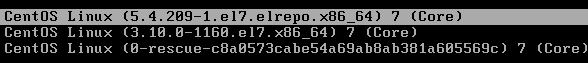 CentOS Linux (5.4.209-1.el7.elrepo.x86_64) 7 (Core)
CentOS Linux (3.10.0-1160.el7.x86_64) 7 (Core)
CentOS Linux (0-rescue-c8a0573cabe54a69ab8ab381a605569c) 7 (Core)